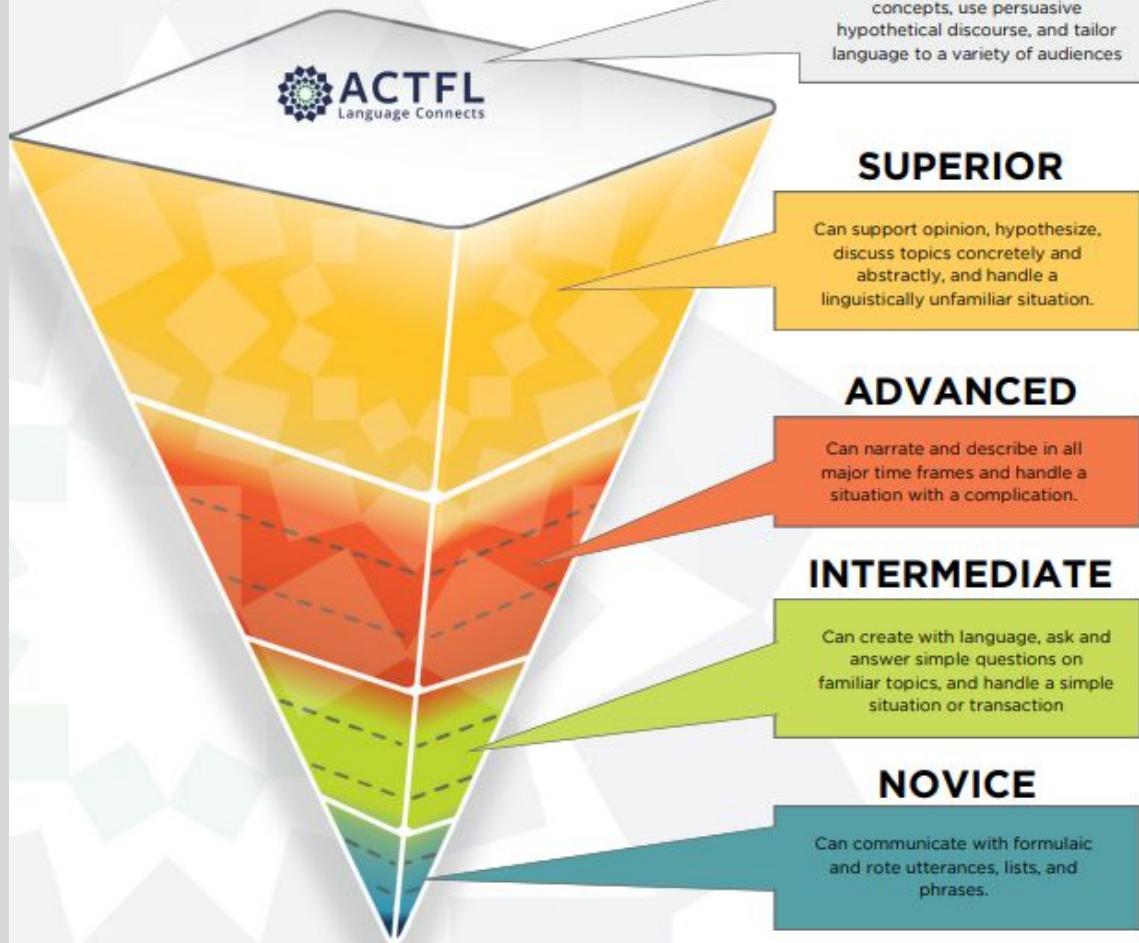 concepts, use persuasive
hypothetical discourse, and tailor
language to a variety of audiences
ACTFL
Language Connects
SUPERIOR
Can support opinion, hypothesize,
discuss topics concretely and
abstractly, and handle a
linguistically unfamiliar situation.
ADVANCED
Can narrate and describe in all
major time frames and handle a
situation with a complication.
INTERMEDIATE
Can create with language, ask and
answer simple questions on
familiar topics, and handle a simple
situation or transaction
NOVICE
Can communicate with formulaic
and rote utterances, lists, and
phrases.